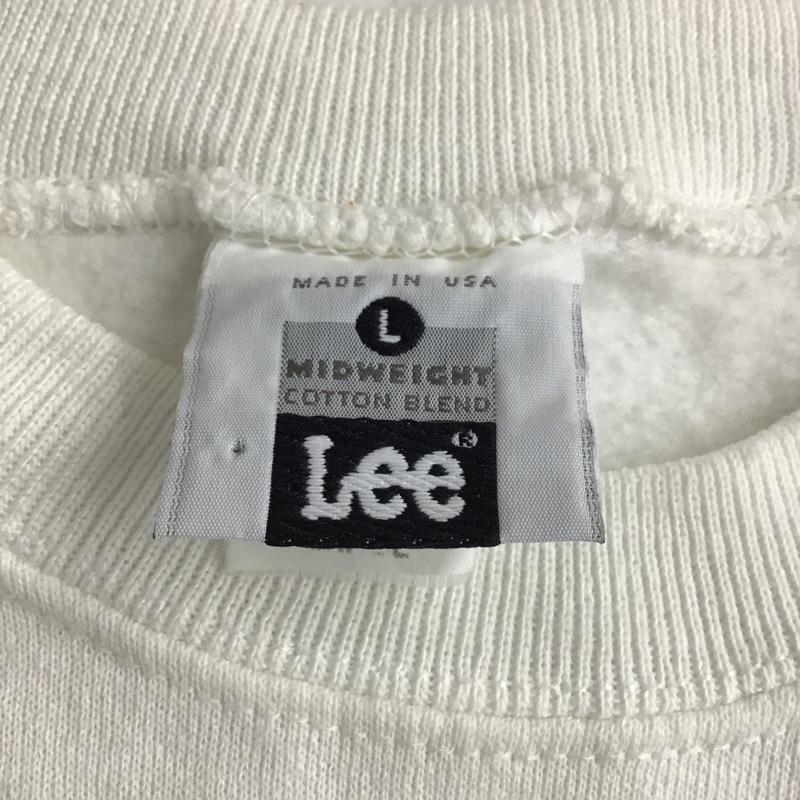 MADE IN USA
L
MIDWEIGHT
COTTON BLEND
Lee®